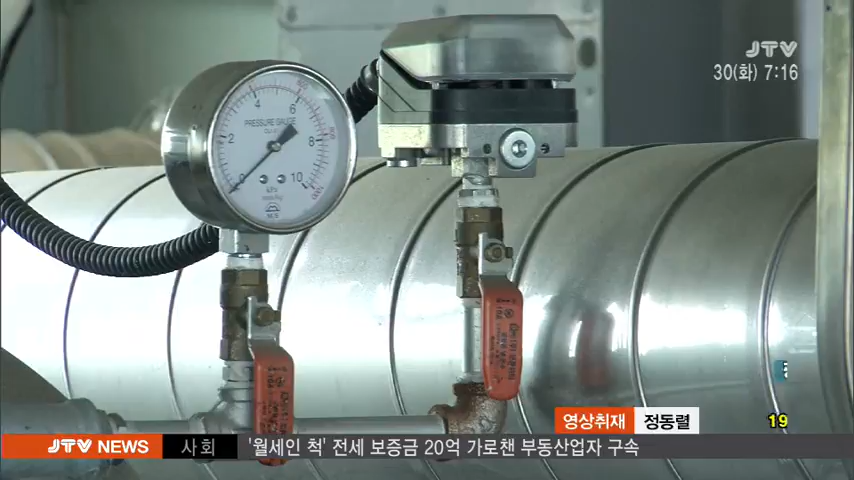 JTV
30(화) 7:16
PRESSURE GAUGE
0 2 4 6 8 10
kPa
영상취재 정동렬
19
JTV NEWS 사회 '월세인 척' 전세 보증금 20억 가로챈 부동산업자 구속